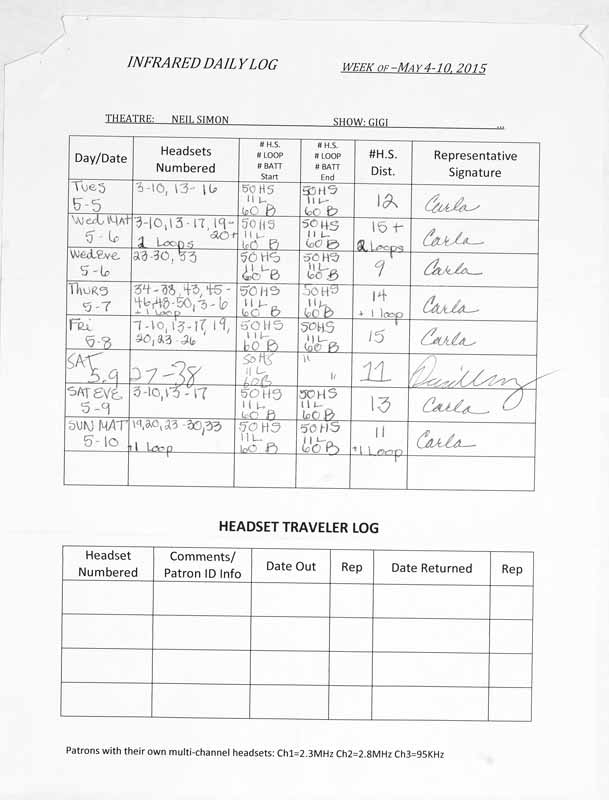 INFRARED DAILY LOG WEEK OF –MAY 4-10, 2015
THEATRE: NEIL SIMON SHOW: GIGI ...
Day/Date Headsets Numbered # H.S. # LOOP # BATT Start # H.S. # LOOP # BATT End #H.S. Dist. Representative Signature
Tues 5-5 3-10, 13-16 50 HS 11 L 60 B 50 HS 11 L 60 B 12 Carla
Wed MAT 5-6 3-10, 13-17, 19-20+ 2 Loops 50 HS 11 L 60 B 50 HS 11 L 60 B 15 + 2 Loops Carla
Wed Eve 5-6 23-30, 33 50 HS 11 L 60 B 50 HS 11 L 60 B 9 Carla
THURS 5-7 34-38, 43, 45-46, 48-50, 3-6 +1 Loop 50 HS 11 L 60 B 50 HS 11 L 60 B 14 + 1 loop Carla
Fri 5-8 7-10, 13-17, 19, 20, 23-26 50 HS 11 L 60 B 50 HS 11 L 60 B 15 Carla
SAT 5.9 27-38 50 HS 11 L 60 B " " 11
SAT EVE 5-9 3-10, 13-17 50 HS 11 L 60 B 50 HS 11 L 60 B 13 Carla
SUN MAT 5-10 19, 20, 23-30, 33 +1 Loop 50 HS 11 L 60 B 50 HS 11 L 60 B 11 +1 Loop Carla
HEADSET TRAVELER LOG
Headset Numbered Comments/ Patron ID Info Date Out Rep Date Returned Rep
Patrons with their own multi-channel headsets: Ch1=2.3MHz Ch2=2.8MHz Ch3=95KHz